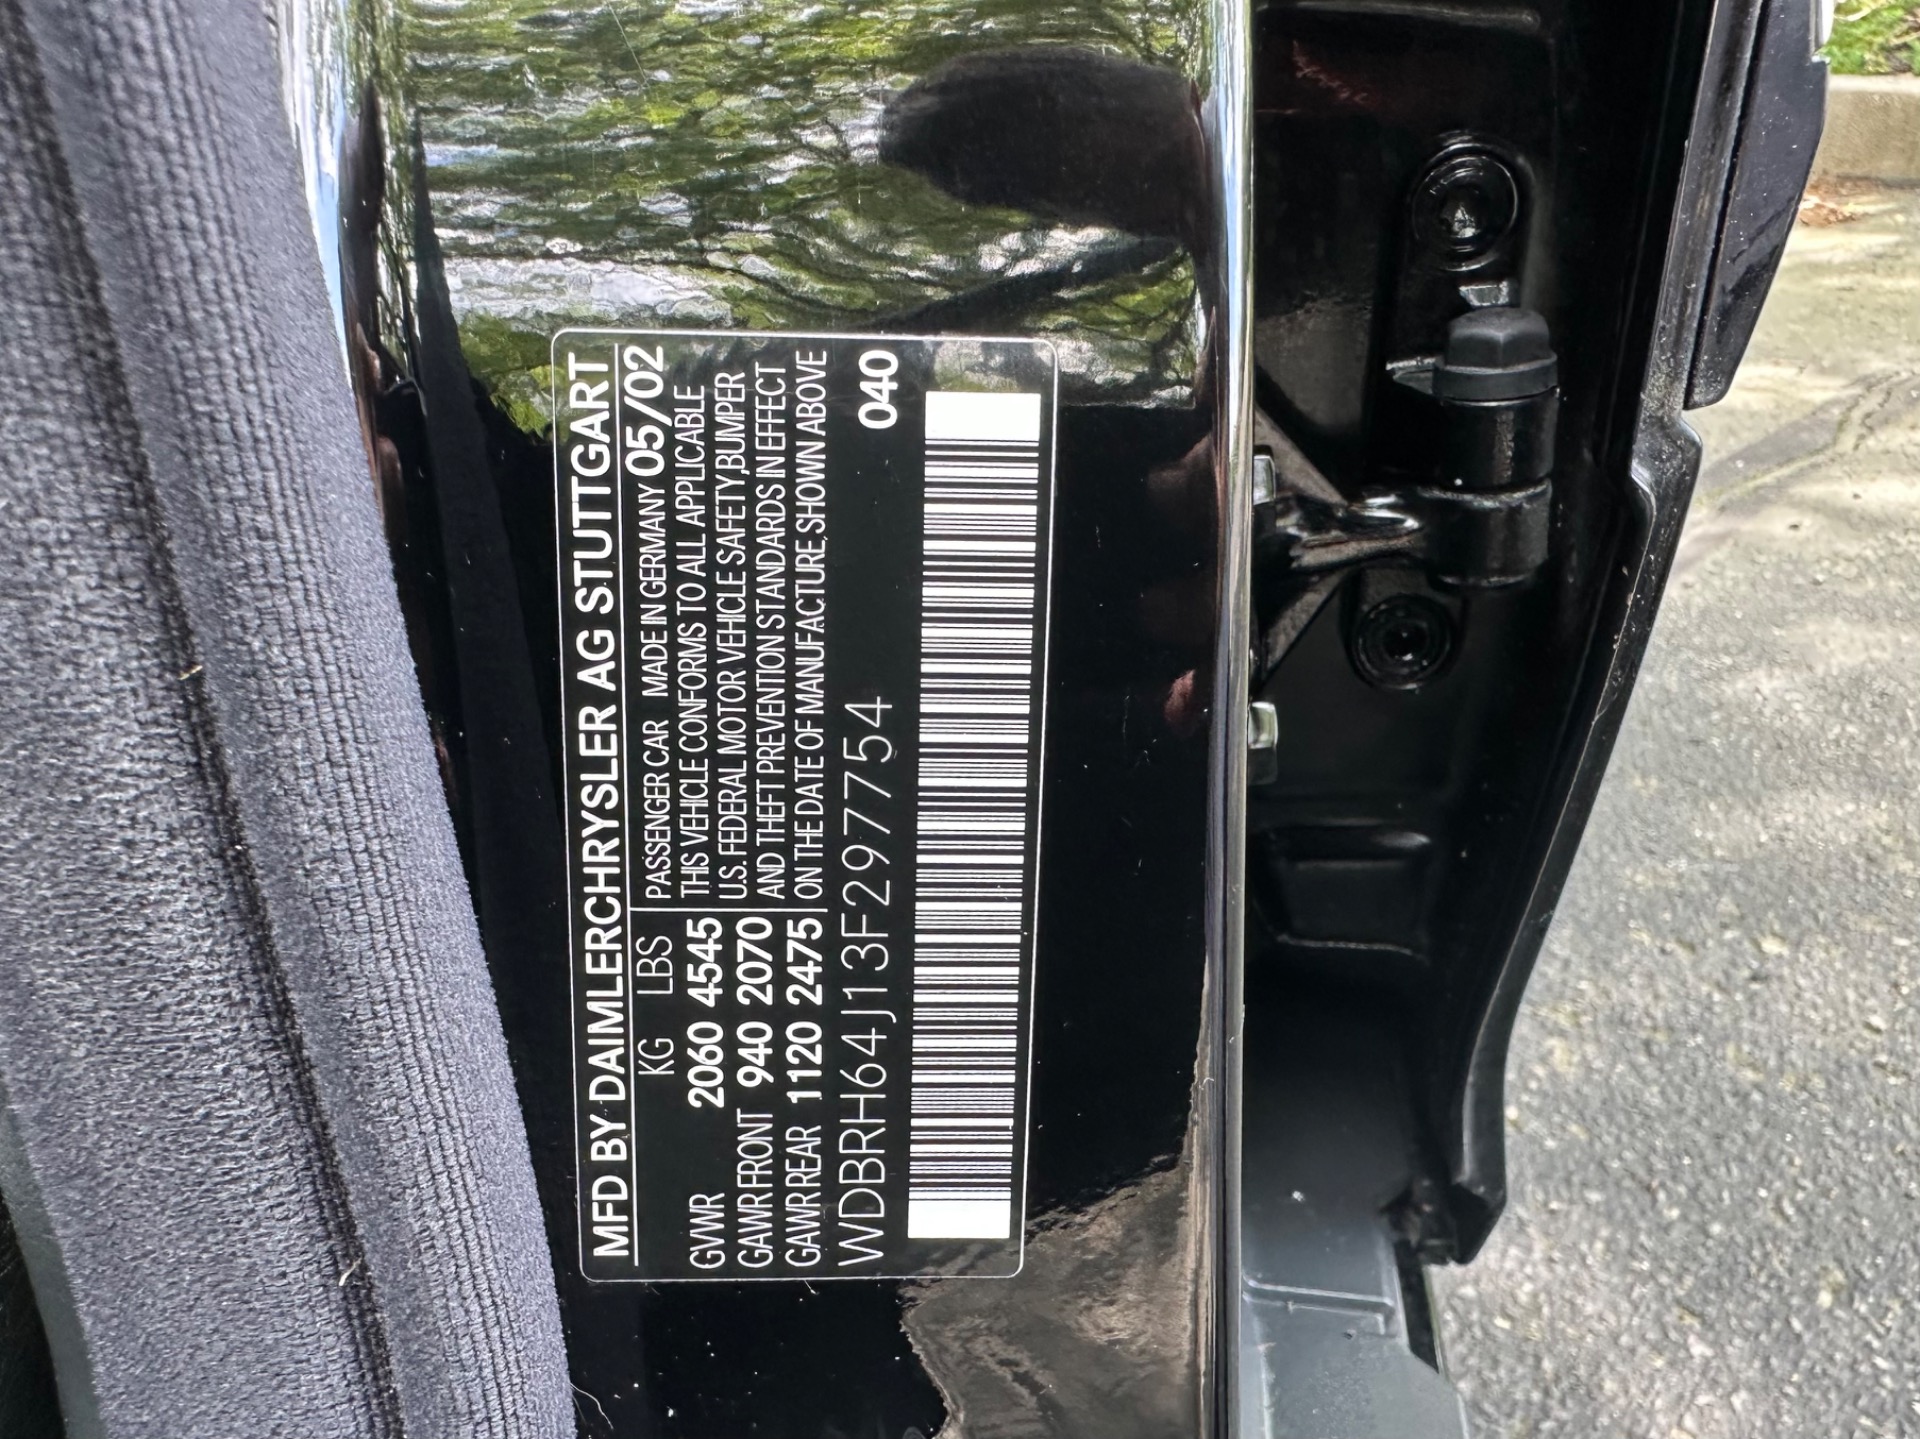 MFD BY DAIMLERCHRYSLER AG STUTTGART
KG LBS
GVWR 2060 4545
GAWR FRONT 940 2070
GAWR REAR 1120 2475
PASSENGER CAR MADE IN GERMANY 05/02
THIS VEHICLE CONFORMS TO ALL APPLICABLE
U.S. FEDERAL MOTOR VEHICLE SAFETY,BUMPER
AND THEFT PREVENTION STANDARDS IN EFFECT
ON THE DATE OF MANUFACTURE SHOWN ABOVE
WDBRH64J13F297754 040